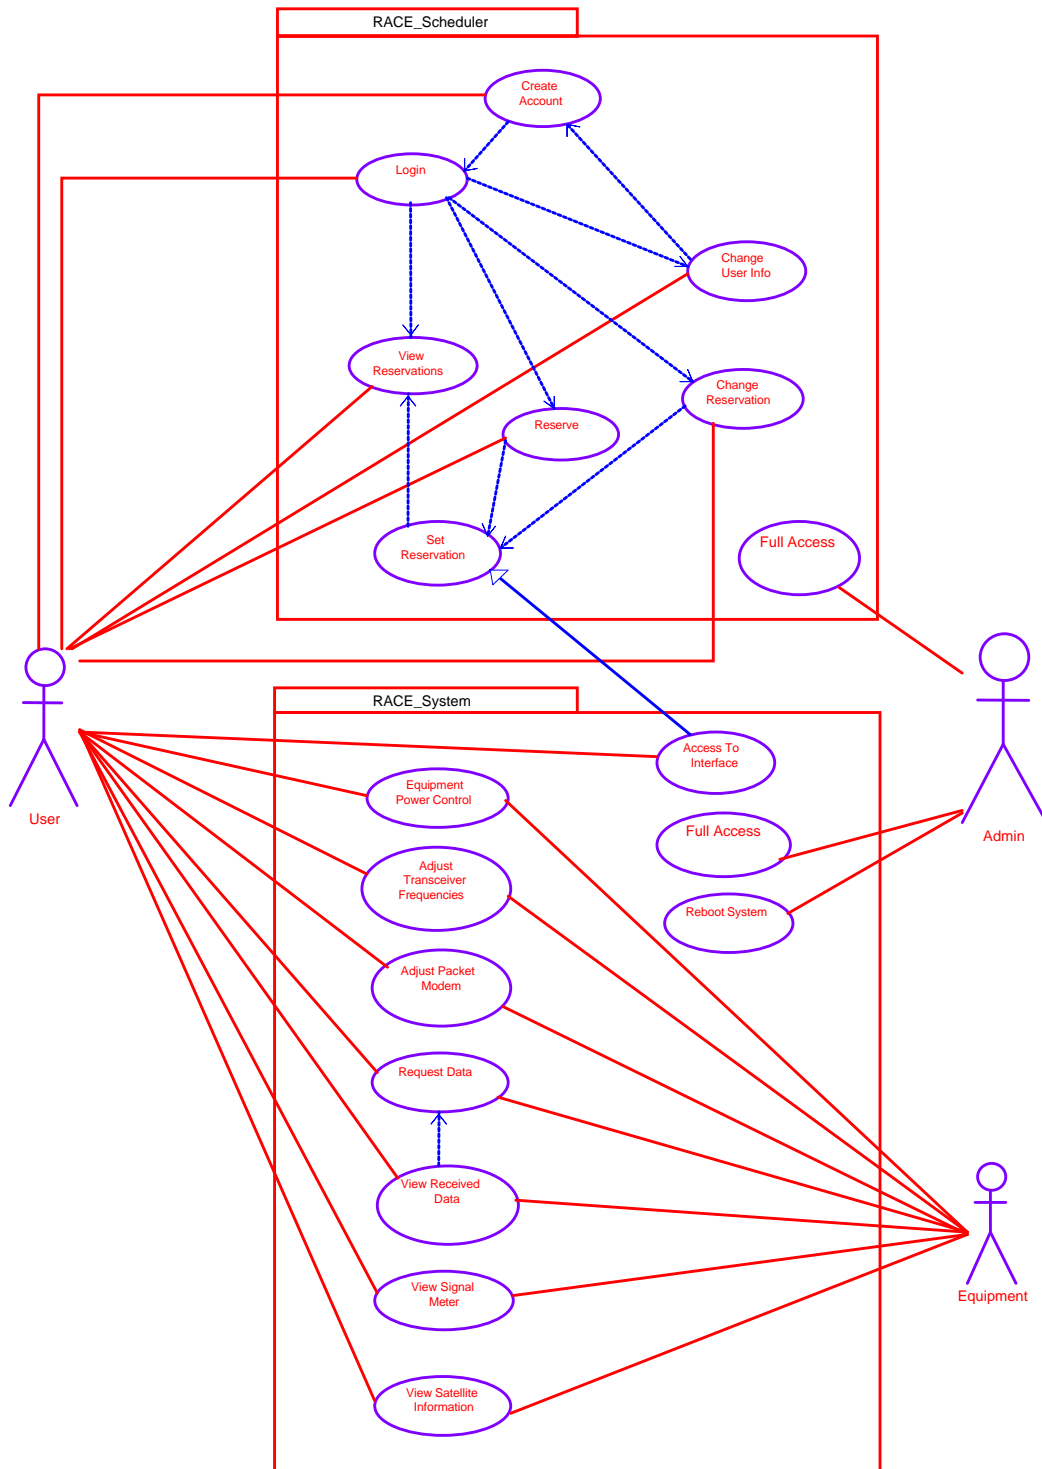 RACE_Scheduler
Create
Account
Login
Change
User Info
View
Reservations
Change
Reservation
Reserve
Set
Reservation
Full Access
User
RACE_System
Access To
Interface
Equipment
Power Control
Full Access
Admin
Adjust
Transceiver
Frequencies
Reboot System
Adjust Packet
Modem
Request Data
View Received
Data
Equipment
View Signal
Meter
View Satellite
Information